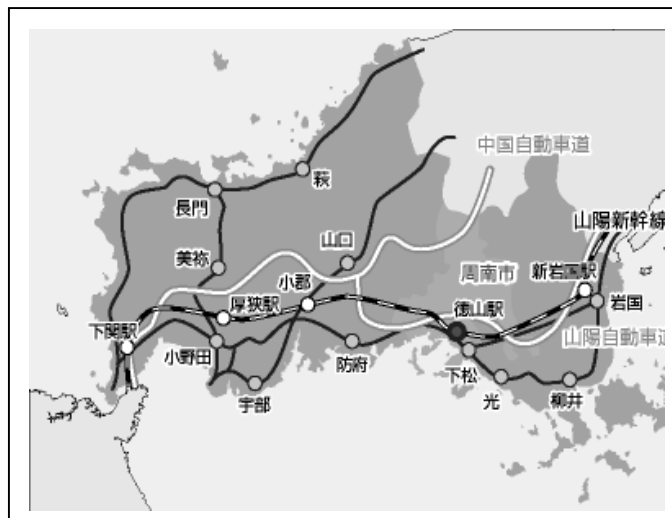 中国自動車道
萩
長門
山陽新幹線
山口
美祢
周南市
新岩国駅
小郡
厚狭駅
徳山駅
岩国
下関駅
山陽自動車道
小野田
防府
下松
宇部
光
柳井